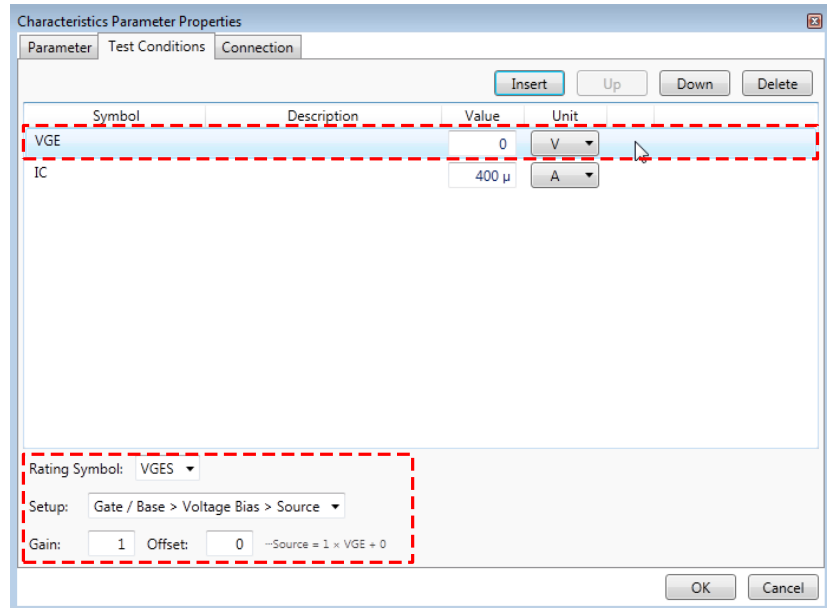 Characteristics Parameter Properties
Parameter Test Conditions Connection
Insert Up Down Delete
Symbol Description Value Unit
VGE 0 V
IC 400 µ A
Rating Symbol: VGES
Setup: Gate / Base > Voltage Bias > Source
Gain: 1 Offset: 0 ···Source = 1 × VGE + 0
OK Cancel